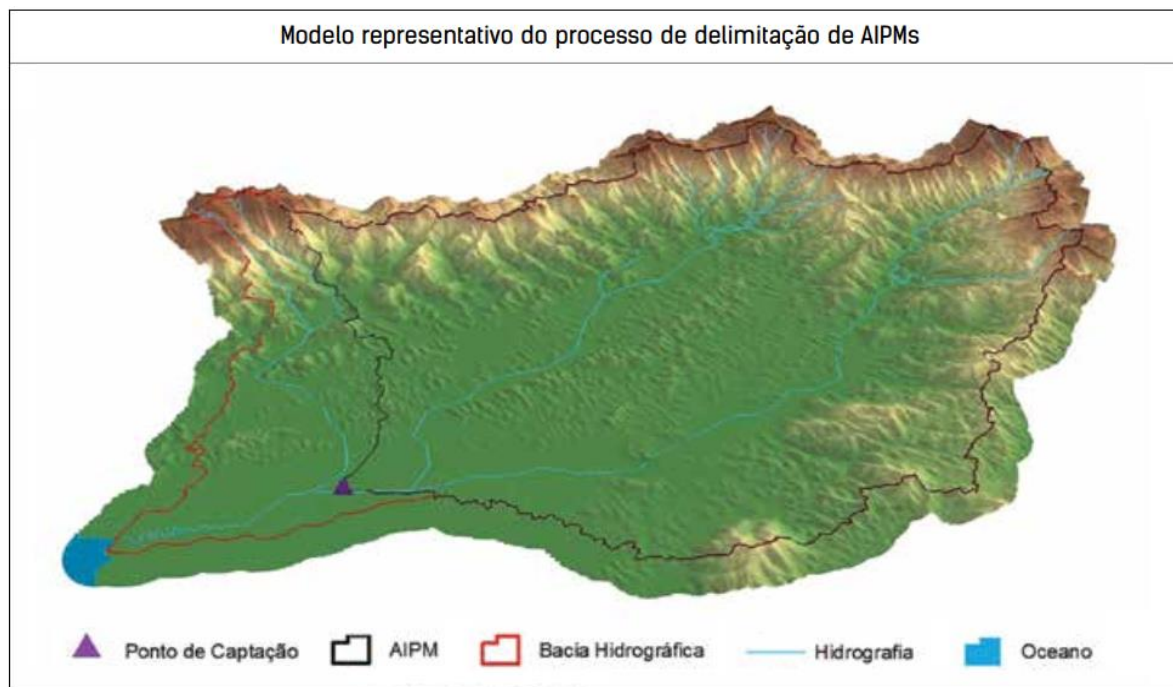 Modelo representativo do processo de delimitação de AIPMs
Ponto de Captação AIPM Bacia Hidrográfica Hidrografia Oceano